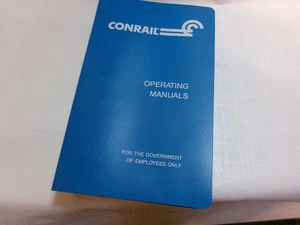 CONRAIL
OPERATING
MANUALS
FOR THE GOVERNMENT
OF EMPLOYEES ONLY